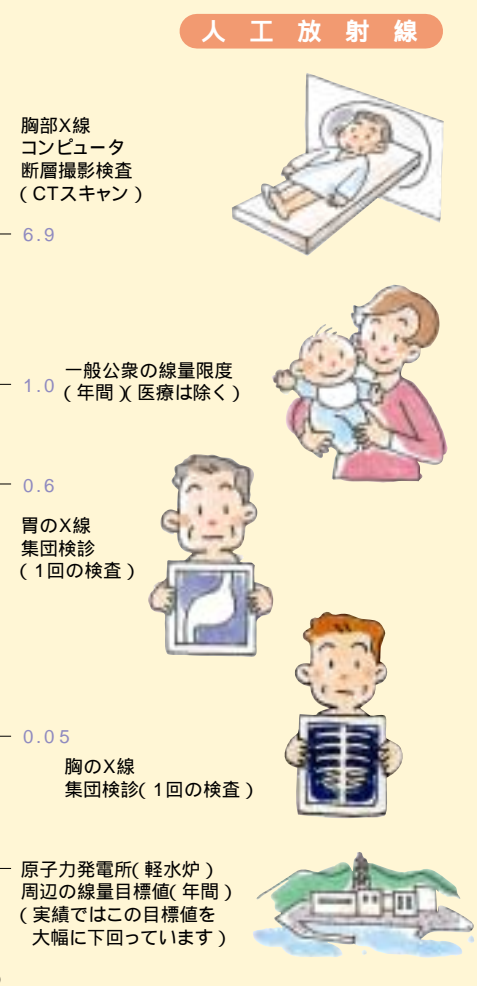 人工放射線
胸部X線
コンピュータ
断層撮影検査
(CTスキャン)
6.9
一般公衆の線量限度
1.0
(年間)(医療は除く)
0.6
胃のX線
集団検診
(1回の検査)
0.05
胸のX線
集団検診(1回の検査)
原子力発電所(軽水炉)
周辺の線量目標値(年間)
(実績ではこの目標値を
大幅に下回っています)